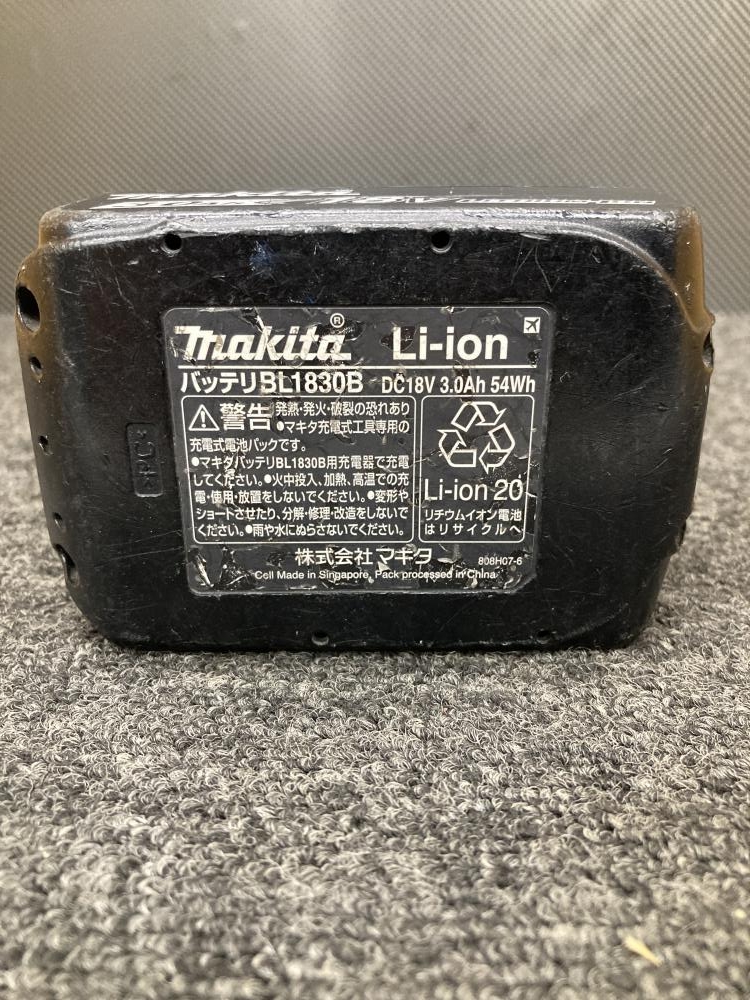 makita
18V
makita® Li-ion
バッテリBL1830B DC18V 3.0Ah 54Wh
警告 発熱・発火・破裂の恐れあり
●マキタ充電式工具専用の
充電式電池パックです。
●マキタバッテリBL1830B用充電器で充電
してください。●火中投入、加熱、高温での充
電・使用・放置をしないでください。●変形や
ショートさせたり、分解・修理・改造をしないで
ください。●雨や水にぬらさないでください。
Li-ion 20
リチウムイオン電池
はリサイクルへ
株式会社マキタ 808H07-6
Cell Made in Singapore, Pack processed in China
>PC<